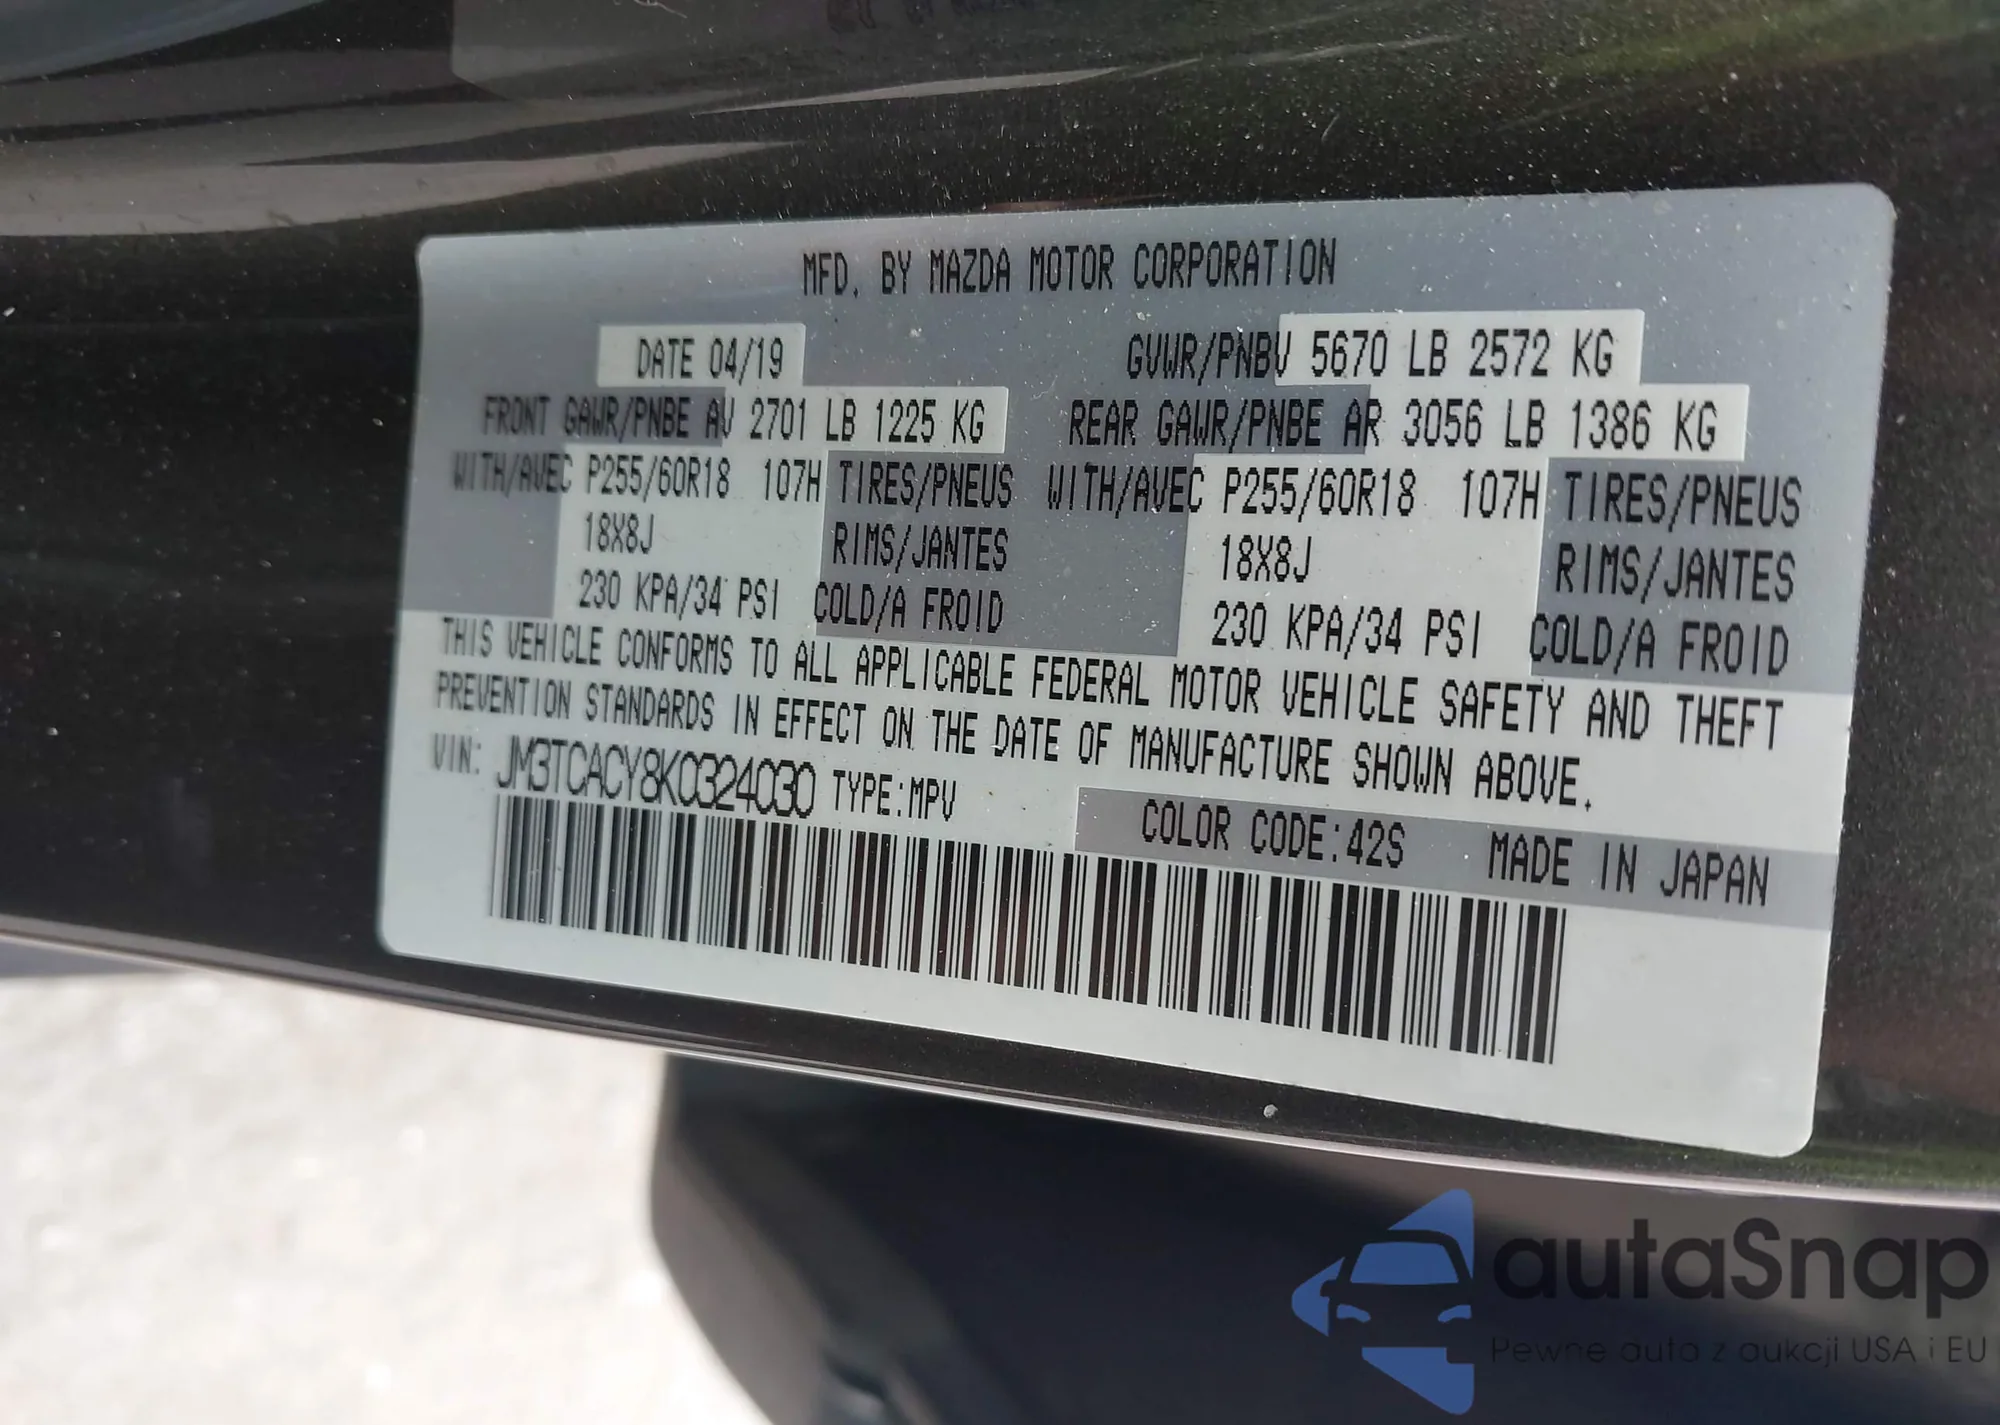 MFD. BY MAZDA MOTOR CORPORATION
DATE 04/19 GVWR/PNBV 5670 LB 2572 KG
FRONT GAWR/PNBE AV 2701 LB 1225 KG REAR GAWR/PNBE AR 3056 LB 1386 KG
WITH/AVEC P255/60R18 107H TIRES/PNEUS WITH/AVEC P255/60R18 107H TIRES/PNEUS
18X8J RIMS/JANTES 18X8J RIMS/JANTES
230 KPA/34 PSI COLD/A FROID 230 KPA/34 PSI COLD/A FROID
THIS VEHICLE CONFORMS TO ALL APPLICABLE FEDERAL MOTOR VEHICLE SAFETY AND THEFT
PREVENTION STANDARDS IN EFFECT ON THE DATE OF MANUFACTURE SHOWN ABOVE.
VIN: JM3TCACY8K0324030 TYPE:MPV
COLOR CODE:42S MADE IN JAPAN
autaSnap
Pewne auto z aukcji USA i EU